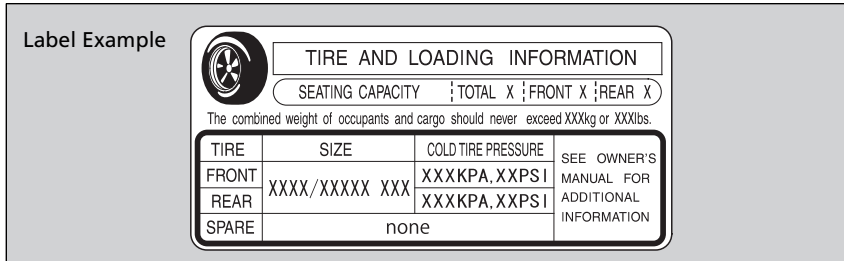 Label Example
TIRE AND LOADING INFORMATION
SEATING CAPACITY TOTAL X FRONT X REAR X
The combined weight of occupants and cargo should never exceed XXXkg or XXXlbs.
TIRE SIZE COLD TIRE PRESSURE
FRONT XXXX/XXXXX XXX XXXKPA,XXPSI
REAR XXXKPA,XXPSI
SPARE none
SEE OWNER'S
MANUAL FOR
ADDITIONAL
INFORMATION